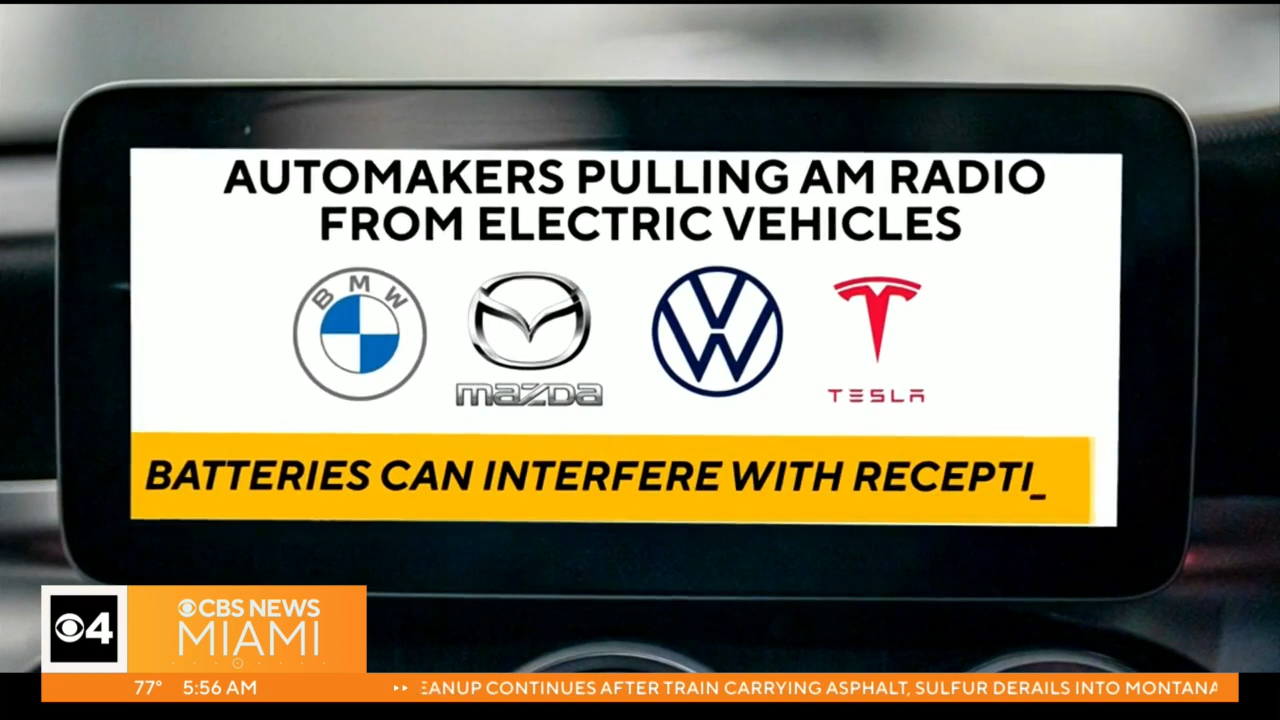 AUTOMAKERS PULLING AM RADIO
FROM ELECTRIC VEHICLES
BMW
mazda
TESLA
BATTERIES CAN INTERFERE WITH RECEPTI_
4
CBS NEWS
MIAMI
77° 5:56 AM
EANUP CONTINUES AFTER TRAIN CARRYING ASPHALT, SULFUR DERAILS INTO MONTANA